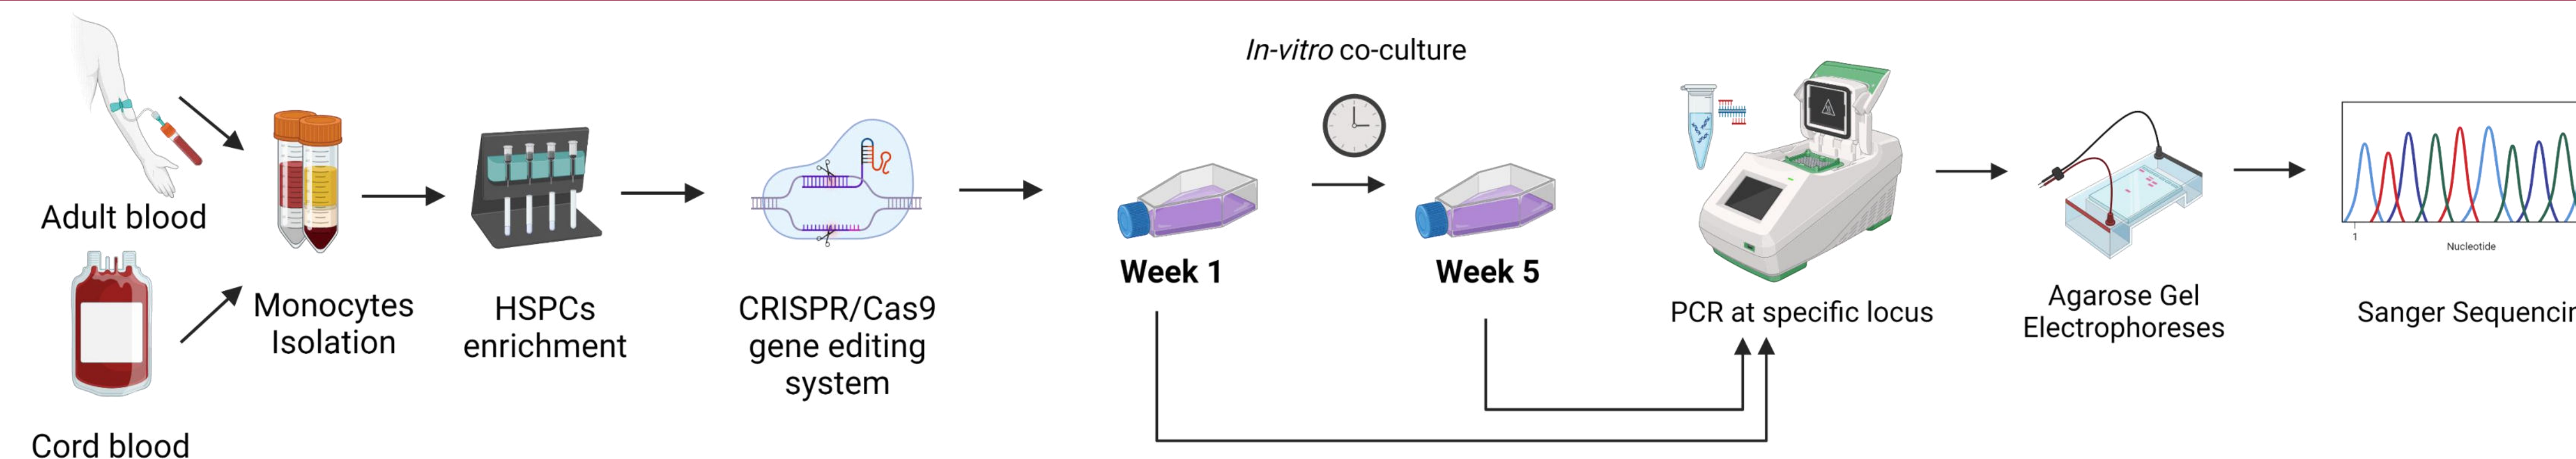 Adult blood
Cord blood
Monocytes
Isolation
HSPCs
enrichment
CRISPR/Cas9
gene editing
system
In-vitro co-culture
Week 1
Week 5
PCR at specific locus
Agarose Gel
Electrophoreses
1
Nucleotide
Sanger